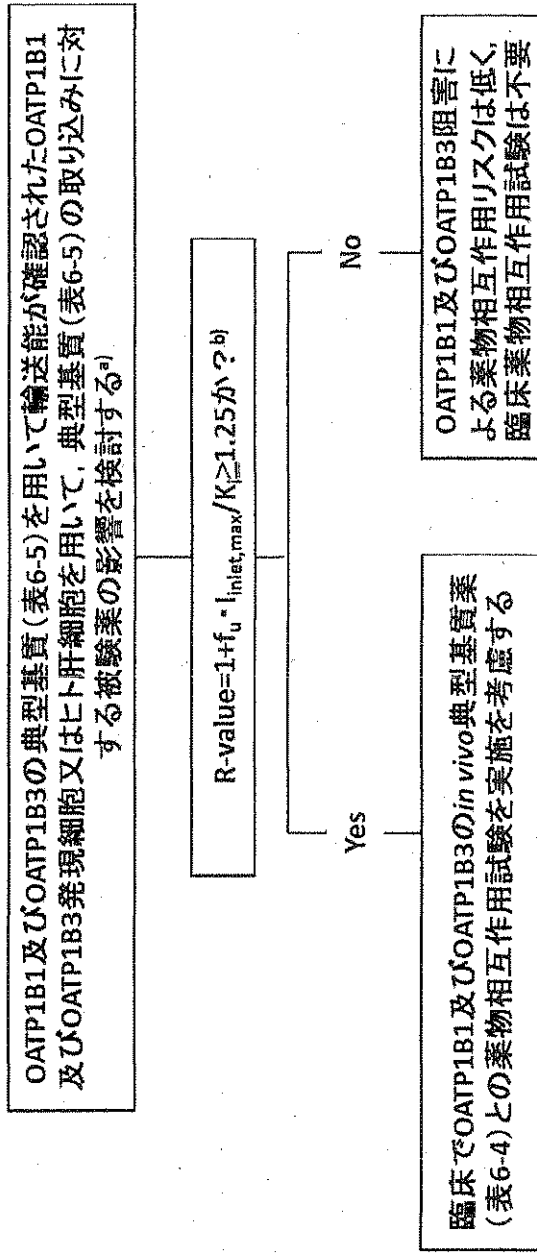 OATP1B1及びOATP1B3の典型基質(表6-5)を用いて輸送能が確認されたOATP1B1
及びOATP1B3発現細胞又はヒト肝細胞を用いて，典型基質(表6-5)の取り込みに対
する被験薬の影響を検討するa)
R-value=1+fu・Iinlet,max/Ki≥1.25か？b)
Yes
No
臨床でOATP1B1及びOATP1B3のin vivo典型基質薬
(表6-4)との薬物相互作用試験を実施を考慮する
OATP1B1及びOATP1B3阻害に
よる薬物相互作用リスクは低く，
臨床薬物相互作用試験は不要